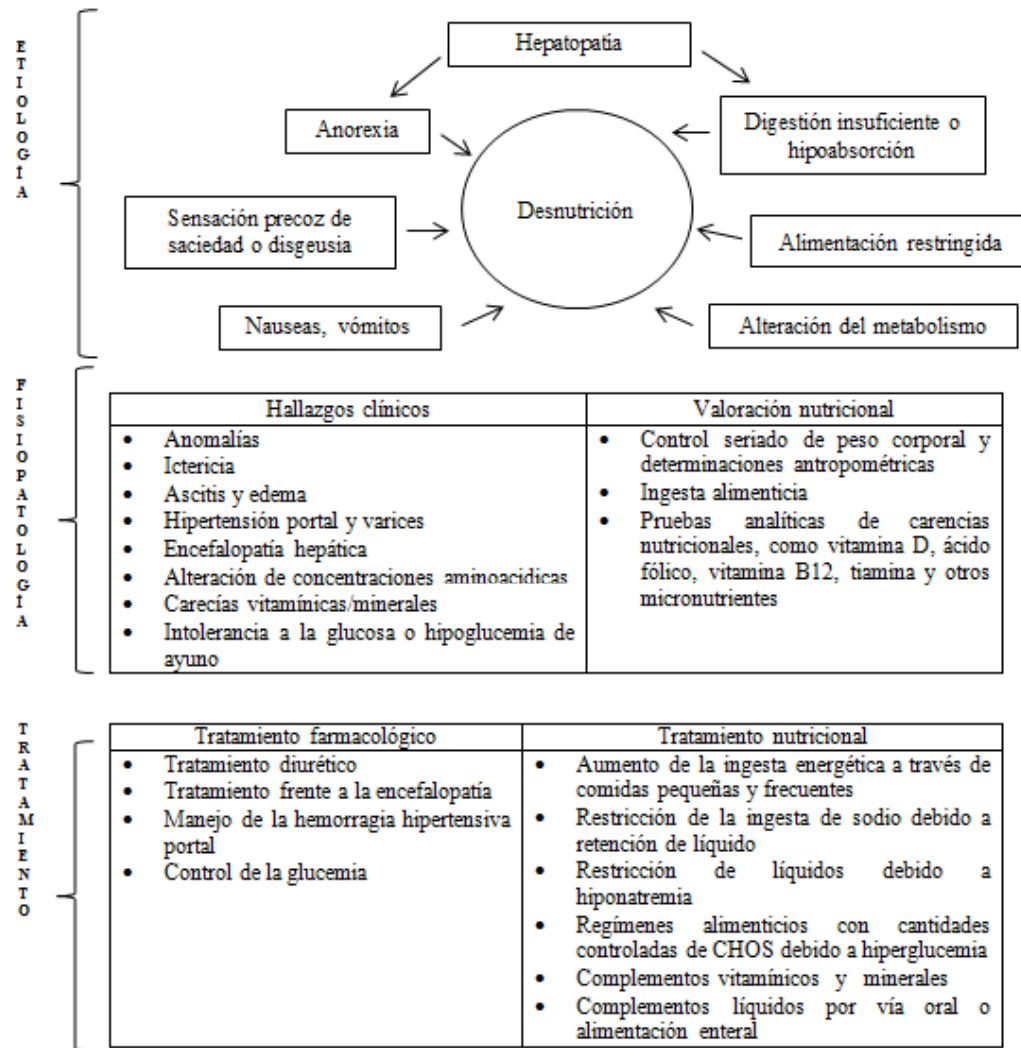 ETIOLOGÍA
Hepatopatía
Anorexia
Digestión insuficiente o
hipoabsorción
Desnutrición
Sensación precoz de
saciedad o disgeusia
Alimentación restringida
Nauseas, vómitos
Alteración del metabolismo
FISIOPATOLOGÍA
Hallazgos clínicos
• Anomalías
• Ictericia
• Ascitis y edema
• Hipertensión portal y varices
• Encefalopatía hepática
• Alteración de concentraciones aminoacídicas
• Carecías vitamínicas/minerales
• Intolerancia a la glucosa o hipoglucemia de
ayuno
Valoración nutricional
• Control seriado de peso corporal y
determinaciones antropométricas
• Ingesta alimenticia
• Pruebas analíticas de carencias
nutricionales, como vitamina D, ácido
fólico, vitamina B12, tiamina y otros
micronutrientes
TRATAMIENTO
Tratamiento farmacológico
• Tratamiento diurético
• Tratamiento frente a la encefalopatía
• Manejo de la hemorragia hipertensiva
portal
• Control de la glucemia
Tratamiento nutricional
• Aumento de la ingesta energética a través de
comidas pequeñas y frecuentes
• Restricción de la ingesta de sodio debido a
retención de líquido
• Restricción de líquidos debido a
hiponatremia
• Regímenes alimenticios con cantidades
controladas de CHOS debido a hiperglucemia
• Complementos vitamínicos y minerales
• Complementos líquidos por vía oral o
alimentación enteral